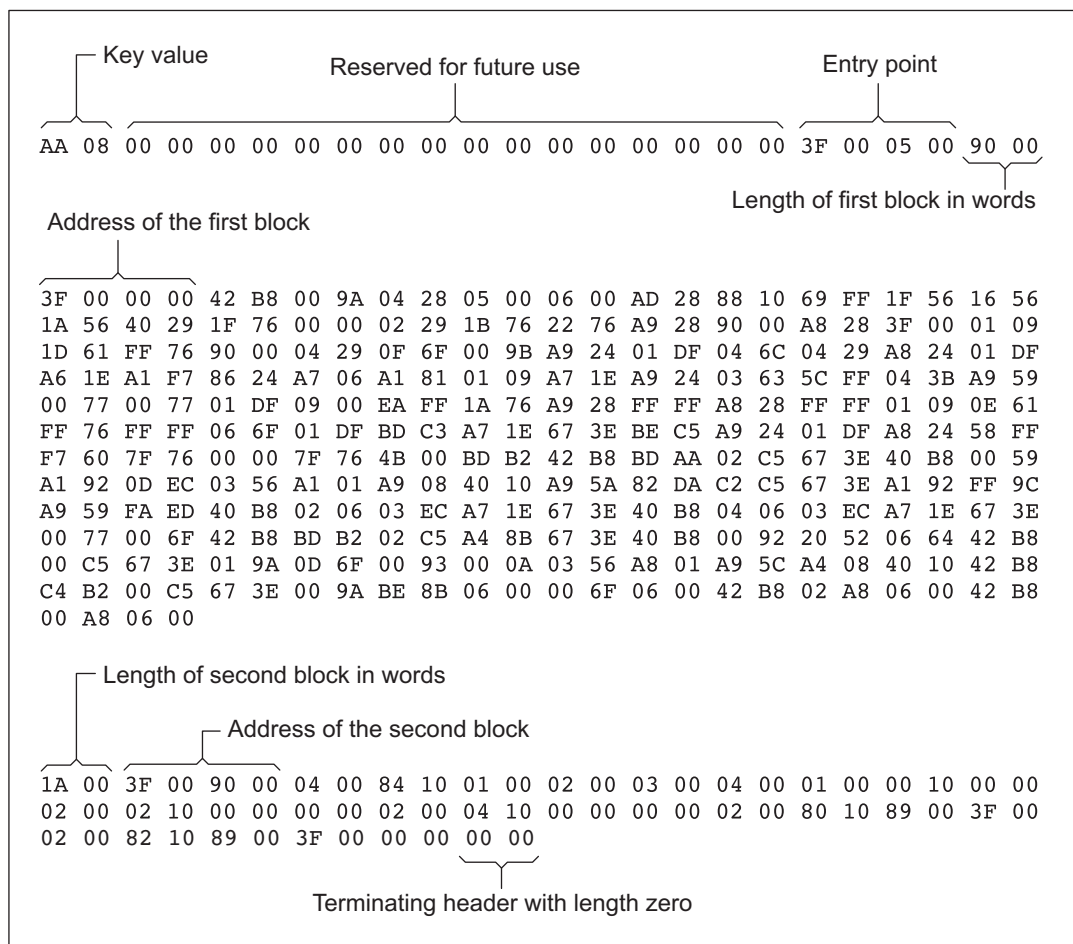 Key value
Reserved for future use
Entry point
AA 08 00 00 00 00 00 00 00 00 00 00 00 00 00 00 00 00 3F 00 05 00 90 00
Length of first block in words
Address of the first block
3F 00 00 00 42 B8 00 9A 04 28 05 00 06 00 AD 28 88 10 69 FF 1F 56 16 56
1A 56 40 29 1F 76 00 00 02 29 1B 76 22 76 A9 28 90 00 A8 28 3F 00 01 09
1D 61 FF 76 90 00 04 29 0F 6F 00 9B A9 24 01 DF 04 6C 04 29 A8 24 01 DF
A6 1E A1 F7 86 24 A7 06 A1 81 01 09 A7 1E A9 24 03 63 5C FF 04 3B A9 59
00 77 00 77 01 DF 09 00 EA FF 1A 76 A9 28 FF FF A8 28 FF FF 01 09 0E 61
FF 76 FF FF 06 6F 01 DF BD C3 A7 1E 67 3E BE C5 A9 24 01 DF A8 24 58 FF
F7 60 7F 76 00 00 7F 76 4B 00 BD B2 42 B8 BD AA 02 C5 67 3E 40 B8 00 59
A1 92 0D EC 03 56 A1 01 A9 08 40 10 A9 5A 82 DA C2 C5 67 3E A1 92 FF 9C
A9 59 FA ED 40 B8 02 06 03 EC A7 1E 67 3E 40 B8 04 06 03 EC A7 1E 67 3E
00 77 00 6F 42 B8 BD B2 02 C5 A4 8B 67 3E 40 B8 00 92 20 52 06 64 42 B8
00 C5 67 3E 01 9A 0D 6F 00 93 00 0A 03 56 A8 01 A9 5C A4 08 40 10 42 B8
C4 B2 00 C5 67 3E 00 9A BE 8B 06 00 00 6F 06 00 42 B8 02 A8 06 00 42 B8
00 A8 06 00
Length of second block in words
Address of the second block
1A 00 3F 00 90 00 04 00 84 10 01 00 02 00 03 00 04 00 01 00 00 10 00 00
02 00 02 10 00 00 00 00 02 00 04 10 00 00 00 00 02 00 80 10 89 00 3F 00
02 00 82 10 89 00 3F 00 00 00 00 00
Terminating header with length zero